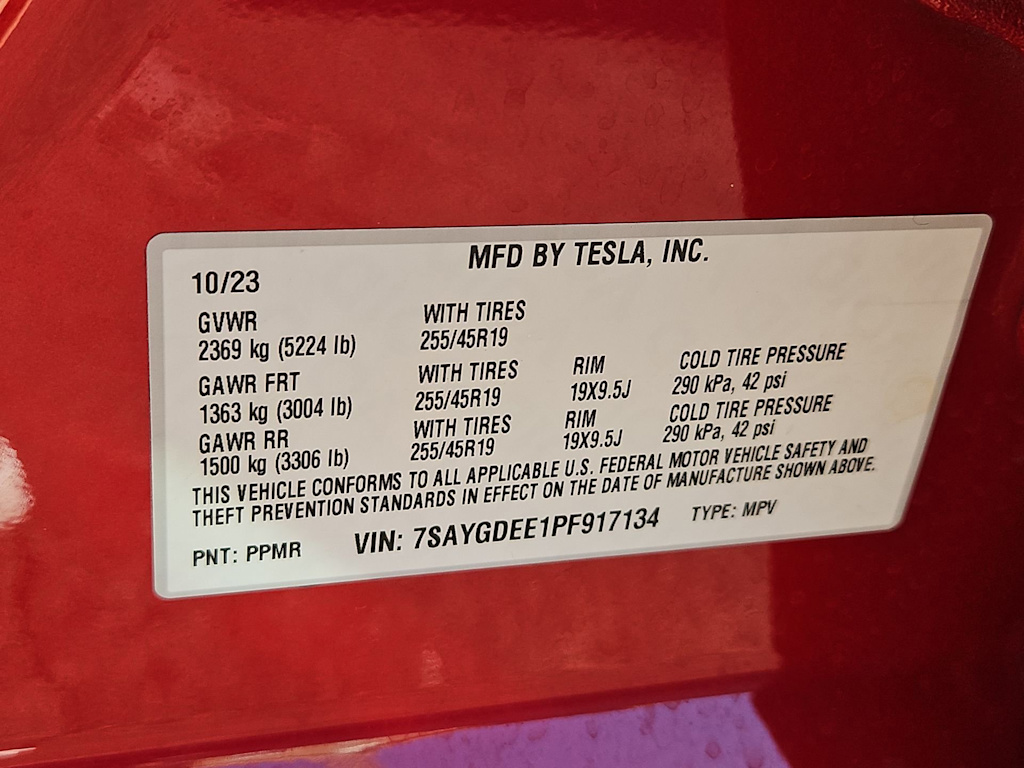 MFD BY TESLA, INC.
10/23
GVWR WITH TIRES
2369 kg (5224 lb) 255/45R19
GAWR FRT WITH TIRES RIM COLD TIRE PRESSURE
1363 kg (3004 lb) 255/45R19 19X9.5J 290 kPa, 42 psi
GAWR RR WITH TIRES RIM COLD TIRE PRESSURE
1500 kg (3306 lb) 255/45R19 19X9.5J 290 kPa, 42 psi
THIS VEHICLE CONFORMS TO ALL APPLICABLE U.S. FEDERAL MOTOR VEHICLE SAFETY AND
THEFT PREVENTION STANDARDS IN EFFECT ON THE DATE OF MANUFACTURE SHOWN ABOVE.
PNT: PPMR VIN: 7SAYGDEE1PF917134 TYPE: MPV